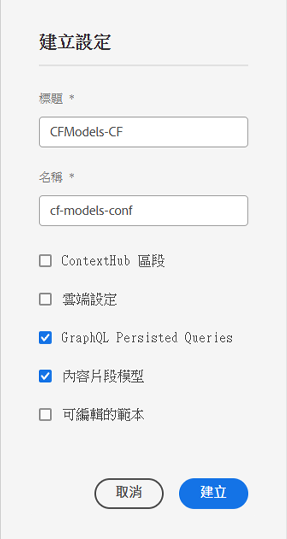 建立設定
標題 *
CFModels-CF
名稱 *
cf-models-conf
ContextHub 區段
雲端設定
GraphQL Persisted Queries
內容片段模型
可編輯的範本
取消 建立